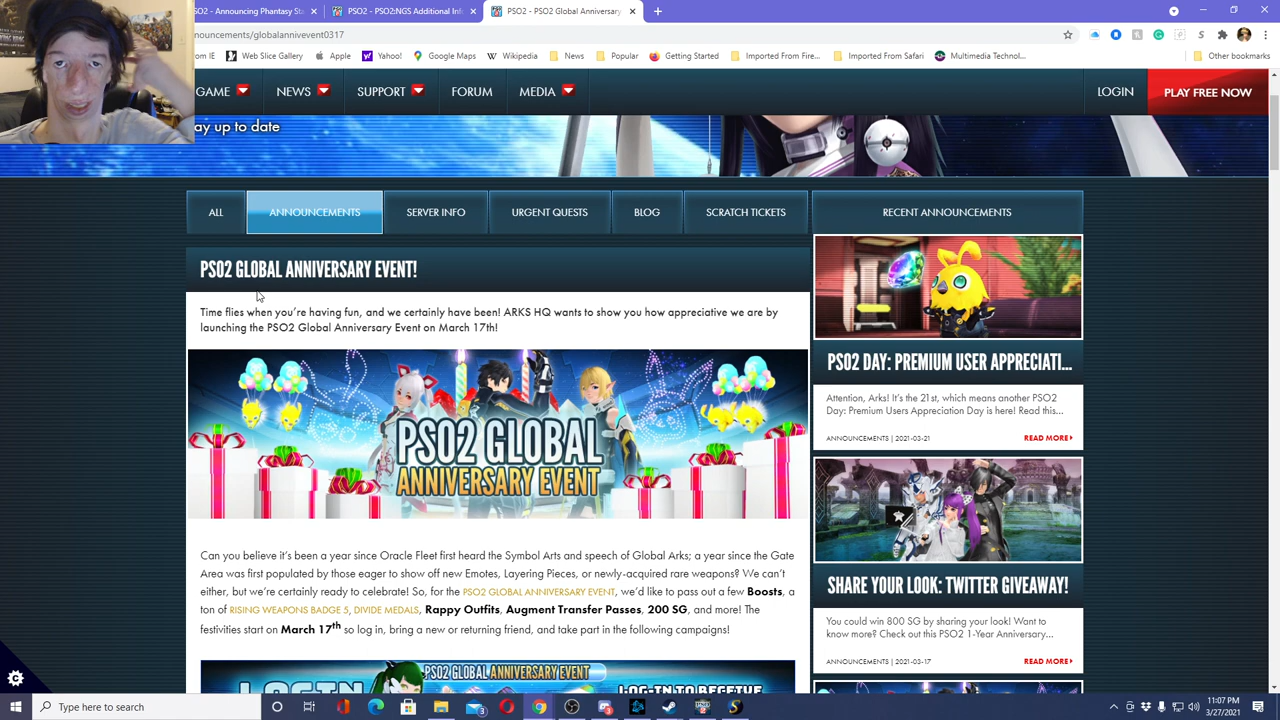 PSO2 - Announcements
PSO2 - Additional Inf
PSO2 - PSO2 Global Anniversary
nouncements/globalannivevent0317
m IE
Web Slice Gallery
Apple
Yahoo!
Google Maps
Wikipedia
News
Popular
Getting Started
Imported From Fire...
Imported From Safari
Multimedia Technol...
Other bookmarks
GAME
NEWS
SUPPORT
FORUM
MEDIA
LOGIN
PLAY FREE NOW
ay up to date
ALL
ANNOUNCEMENTS
SERVER INFO
URGENT QUESTS
BLOG
SCRATCH TICKETS
RECENT ANNOUNCEMENTS
PSO2 GLOBAL ANNIVERSARY EVENT!
Time flies when you're having fun, and we certainly have been! ARKS HQ wants to show you how appreciative we are by
launching the PSO2 Global Anniversary Event on March 17th!
PSO2 GLOBAL
ANNIVERSARY EVENT
Can you believe it's been a year since Oracle Fleet first heard the Symbol Arts and speech of Global Arks; a year since the Gate
Area was first populated by those eager to show off new Emotes, Layering Pieces, or newly-acquired rare weapons? We can't
either, but we're certainly ready to celebrate! So, for the PSO2 GLOBAL ANNIVERSARY EVENT, we'd like to pass out a few Boosts, a
ton of RISING WEAPONS BADGE 5, DIVIDE MEDALS, Rappy Outfits, Augment Transfer Passes, 200 SG, and more! The
festivities start on March 17th so log in, bring a new or returning friend, and take part in the following campaigns!
PSO2 GLOBAL ANNIVERSARY EVENT
LOGIN
LOG-IN TO RECEIVE
PSO2 DAY: PREMIUM USER APPRECIATI...
Attention, Arks! It's the 21st, which means another PSO2
Day: Premium Users Appreciation Day is here! Read this...
ANNOUNCEMENTS | 2021-03-21
READ MORE
SHARE YOUR LOOK: TWITTER GIVEAWAY!
You could win 800 SG by sharing your look! Want to
know more? Check out this PSO2 1-Year Anniversary...
ANNOUNCEMENTS | 2021-03-17
READ MORE
Type here to search
11:07 PM
3/27/2021